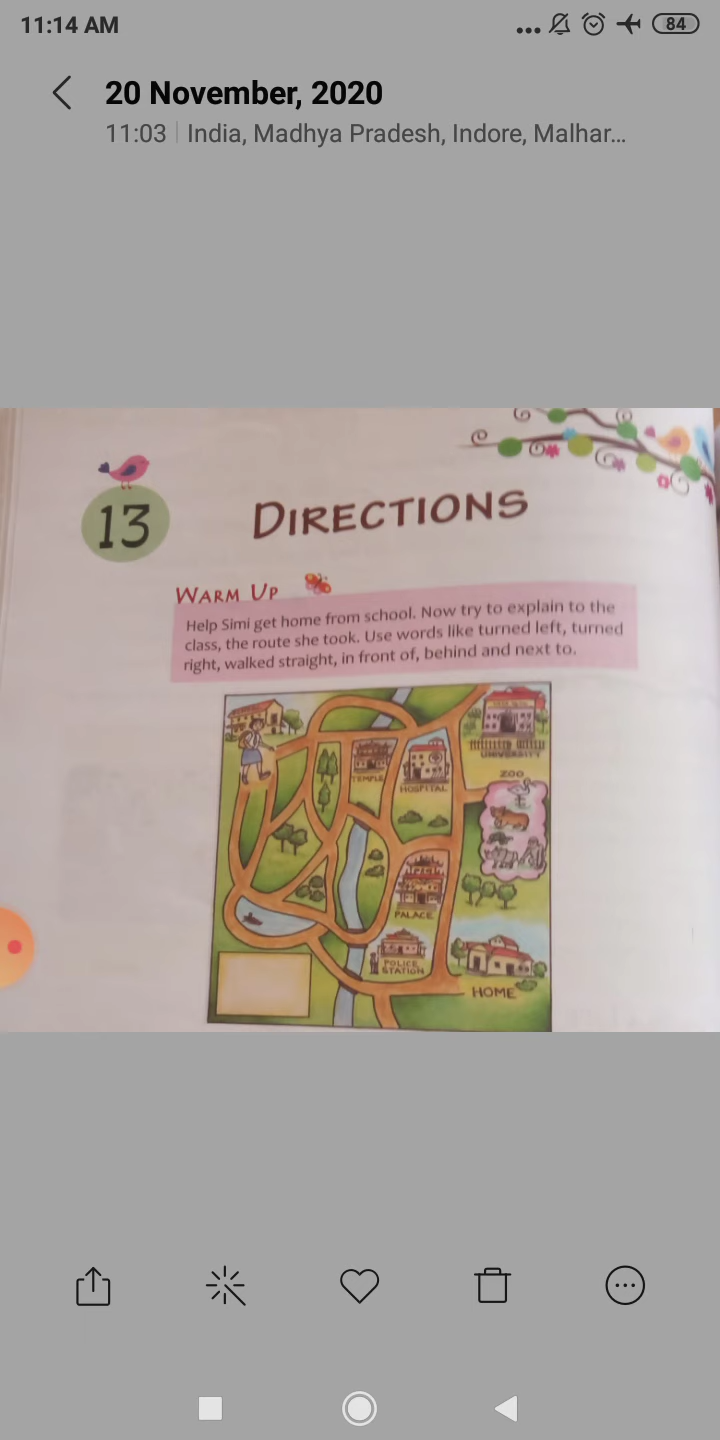 11:14 AM
84
20 November, 2020
11:03 | India, Madhya Pradesh, Indore, Malhar...
13
DIRECTIONS
WARM UP
Help Simi get home from school. Now try to explain to the
class, the route she took. Use words like turned left, turned
right, walked straight, in front of, behind and next to.
UNIVERSITY
TEMPLE
HOSPITAL
ZOO
PALACE
POLICE
STATION
HOME